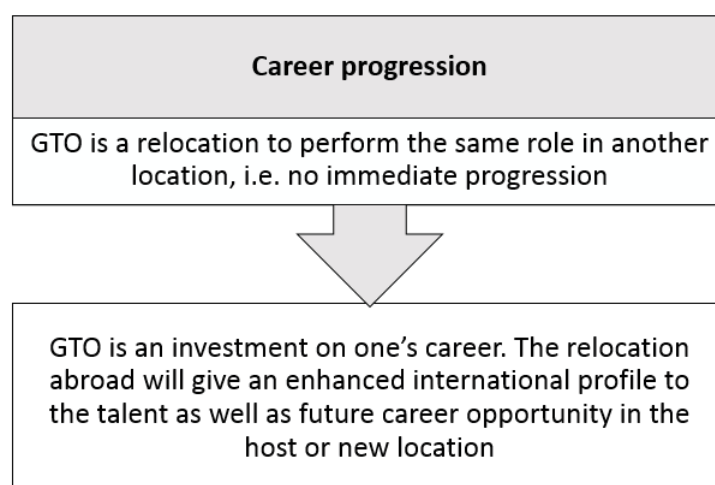 Career progression
GTO is a relocation to perform the same role in another
location, i.e. no immediate progression
GTO is an investment on one’s career. The relocation
abroad will give an enhanced international profile to
the talent as well as future career opportunity in the
host or new location